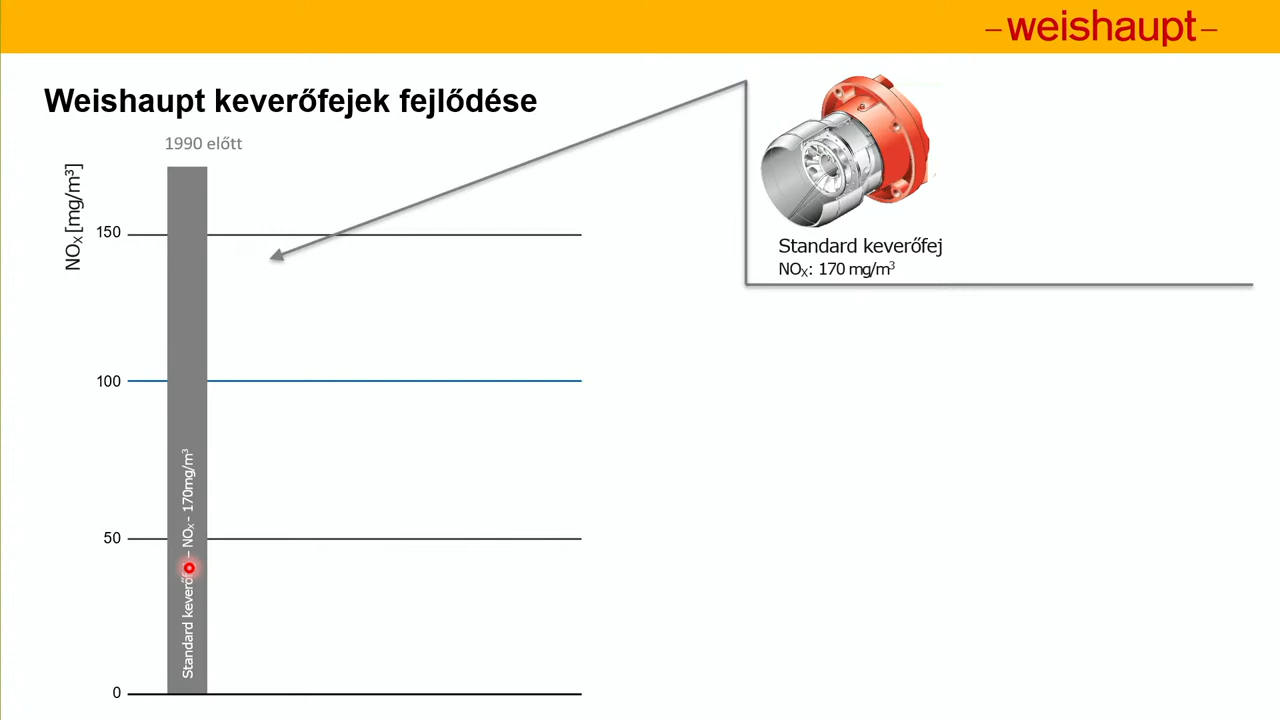 –weishaupt–
Weishaupt keverőfejek fejlődése
1990 előtt
NOX [mg/m³]
150
100
50
0
Standard keverőf – NOX - 170mg/m³
Standard keverőfej
NOX: 170 mg/m³